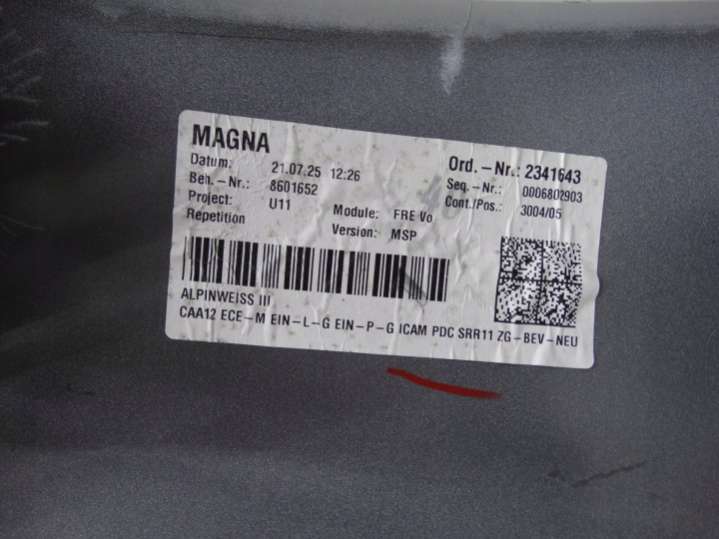 MAGNA
Datum: 21.07.25 12:26
Beh.-Nr.: 8601652
Project: U11
Repetition
Module: FRE Vo
Version: MSP
Ord.-Nr.: 2341643
Seq.-Nr.: 0006802903
Cont./Pos.: 3004/05
ALPINWEISS III
CAA12 ECE-M EIN-L-G EIN-P-G ICAM PDC SRR11 ZG-BEV-NEU